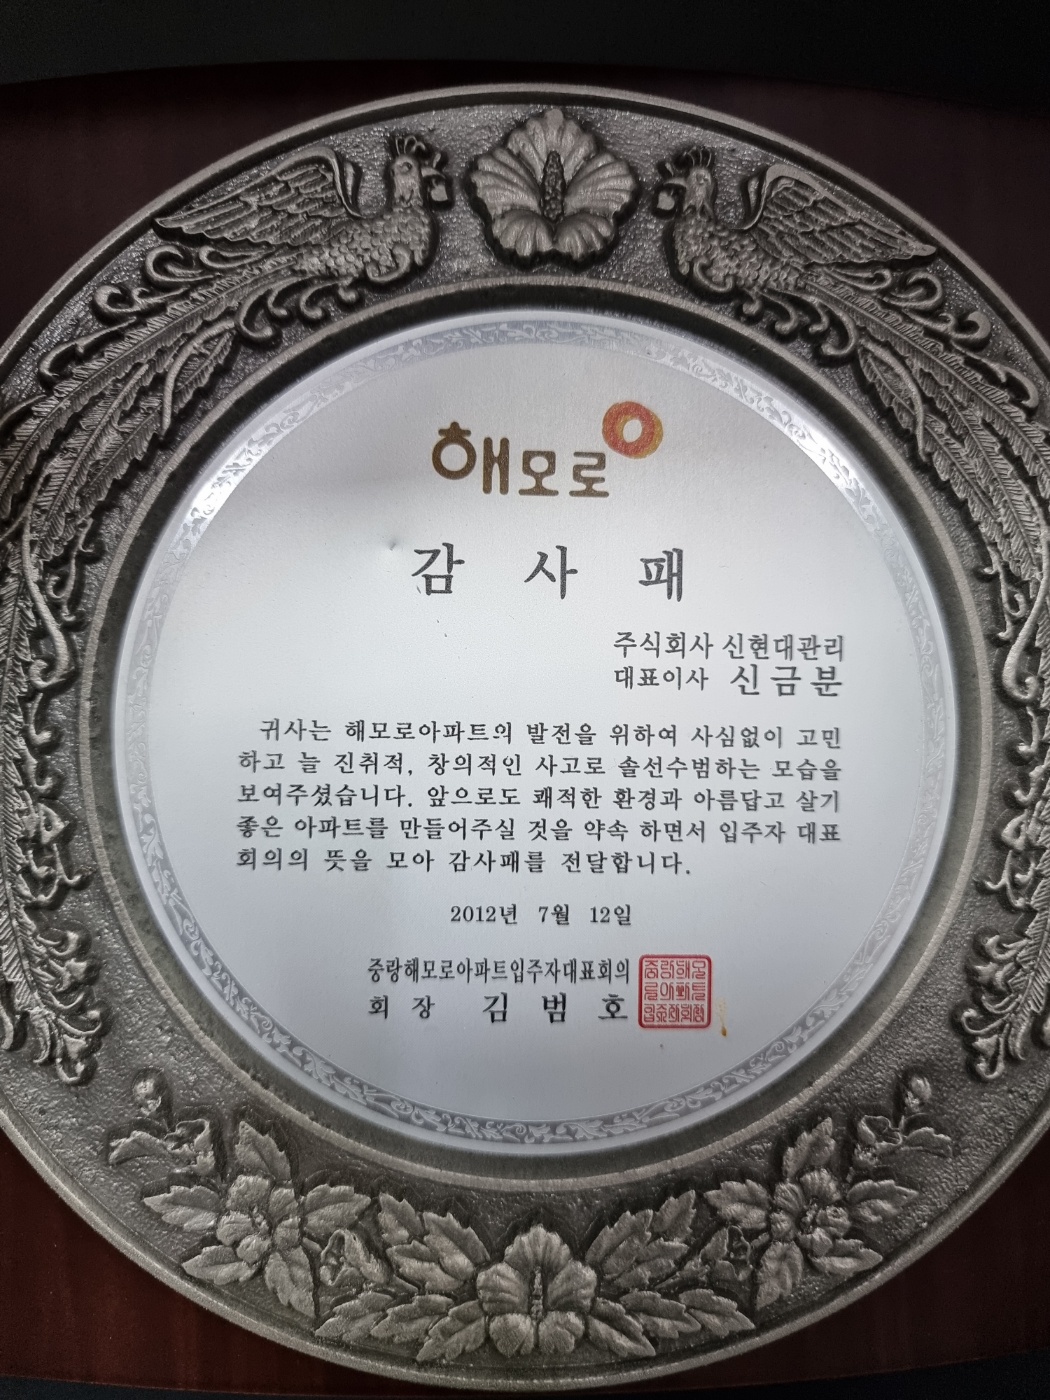 해모로
감 사 패
주식회사 신현대관리
대표이사 신금분
귀사는 해모로아파트의 발전을 위하여 사심없이 고민
하고 늘 진취적, 창의적인 사고로 솔선수범하는 모습을
보여주셨습니다. 앞으로도 쾌적한 환경과 아름답고 살기
좋은 아파트를 만들어주실 것을 약속 하면서 입주자 대표
회의의 뜻을 모아 감사패를 전달합니다.
2012년 7월 12일
중랑해모로아파트입주자대표회의
회 장 김 범 호